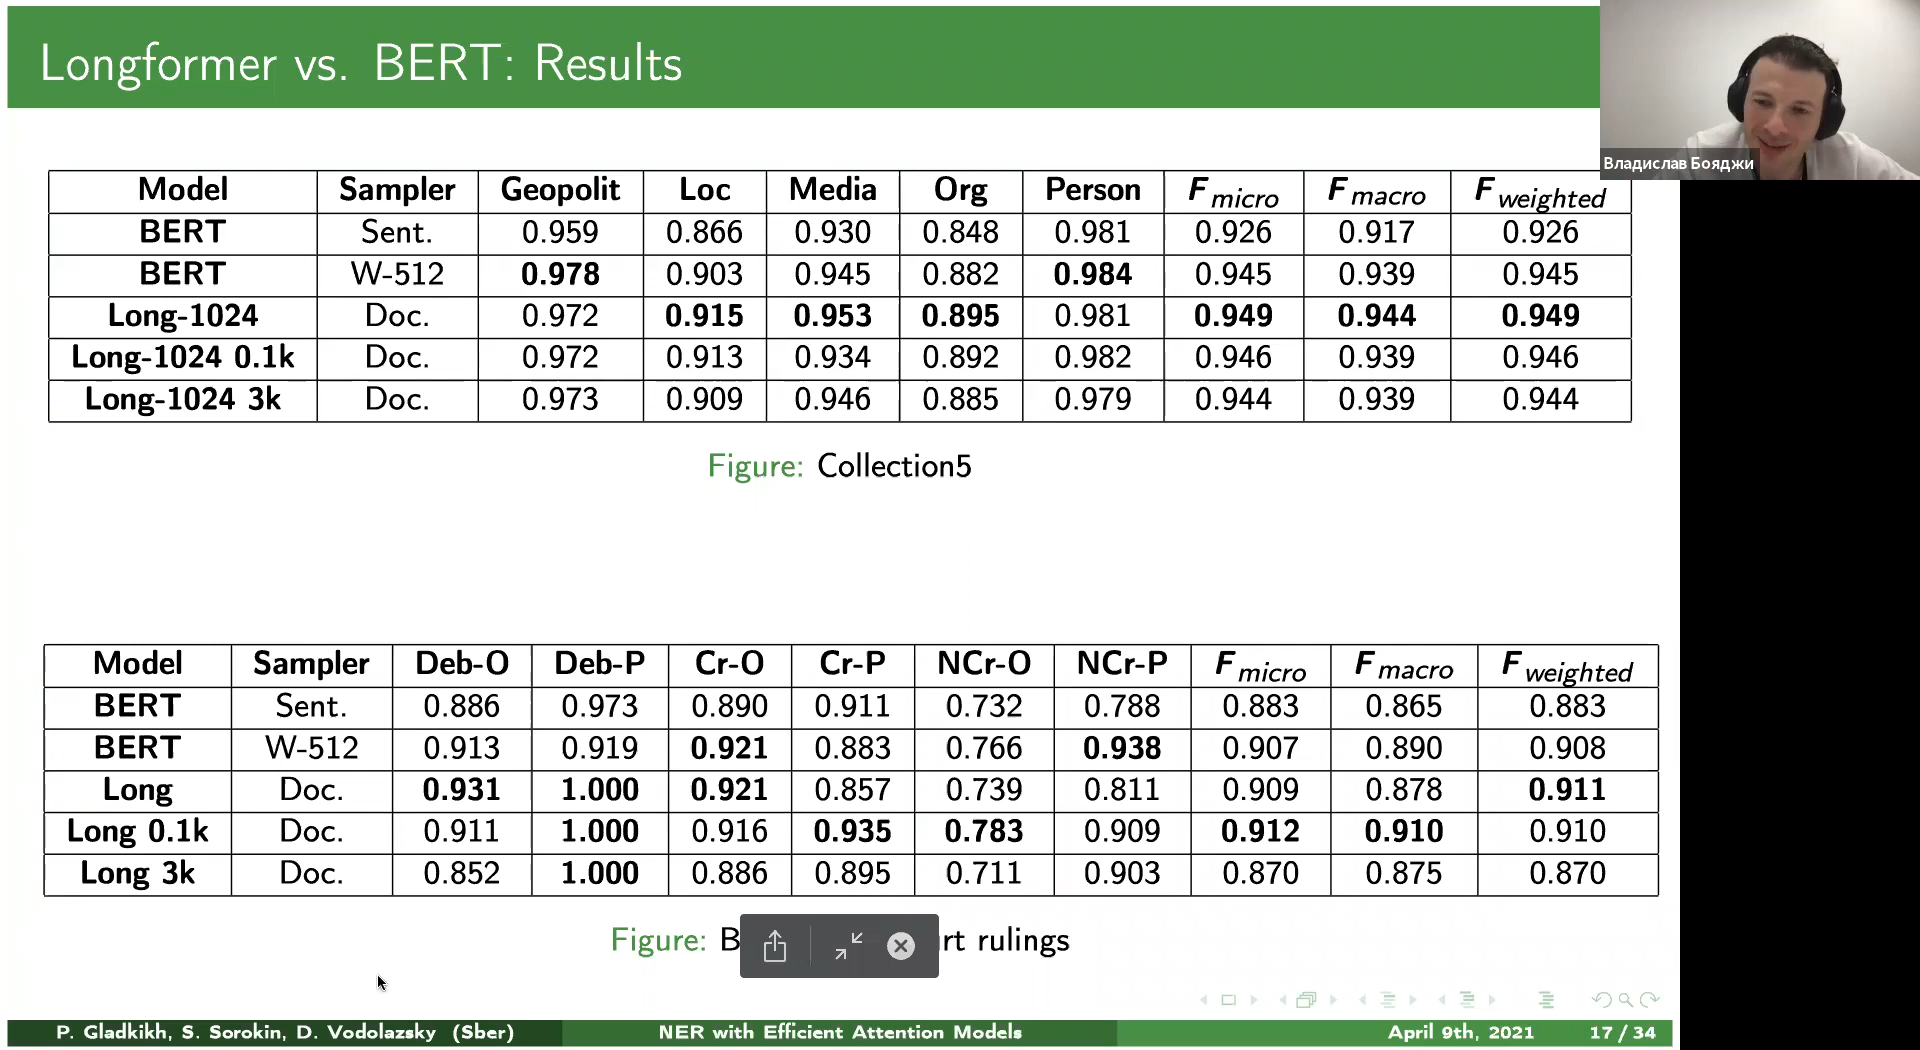 Longformer vs. BERT: Results
Владислав Бояджи
Model Sampler Geopolit Loc Media Org Person F micro F macro F weighted
BERT Sent. 0.959 0.866 0.930 0.848 0.981 0.926 0.917 0.926
BERT W-512 0.978 0.903 0.945 0.882 0.984 0.945 0.939 0.945
Long-1024 Doc. 0.972 0.915 0.953 0.895 0.981 0.949 0.944 0.949
Long-1024 0.1k Doc. 0.972 0.913 0.934 0.892 0.982 0.946 0.939 0.946
Long-1024 3k Doc. 0.973 0.909 0.946 0.885 0.979 0.944 0.939 0.944
Figure: Collection5
Model Sampler Deb-O Deb-P Cr-O Cr-P NCr-O NCr-P F micro F macro F weighted
BERT Sent. 0.886 0.973 0.890 0.911 0.732 0.788 0.883 0.865 0.883
BERT W-512 0.913 0.919 0.921 0.883 0.766 0.938 0.907 0.890 0.908
Long Doc. 0.931 1.000 0.921 0.857 0.739 0.811 0.909 0.878 0.911
Long 0.1k Doc. 0.911 1.000 0.916 0.935 0.783 0.909 0.912 0.910 0.910
Long 3k Doc. 0.852 1.000 0.886 0.895 0.711 0.903 0.870 0.875 0.870
Figure: rulings
P. Gladkikh, S. Sorokin, D. Vodolazsky (Sber) NER with Efficient Attention Models April 9th, 2021 17 / 34